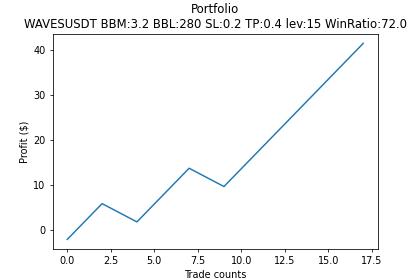 Portfolio
WAVESUSDT BBM:3.2 BBL:280 SL:0.2 TP:0.4 lev:15 WinRatio:72.0
40
30
20
10
0
Profit ($)
0.0 2.5 5.0 7.5 10.0 12.5 15.0 17.5
Trade counts